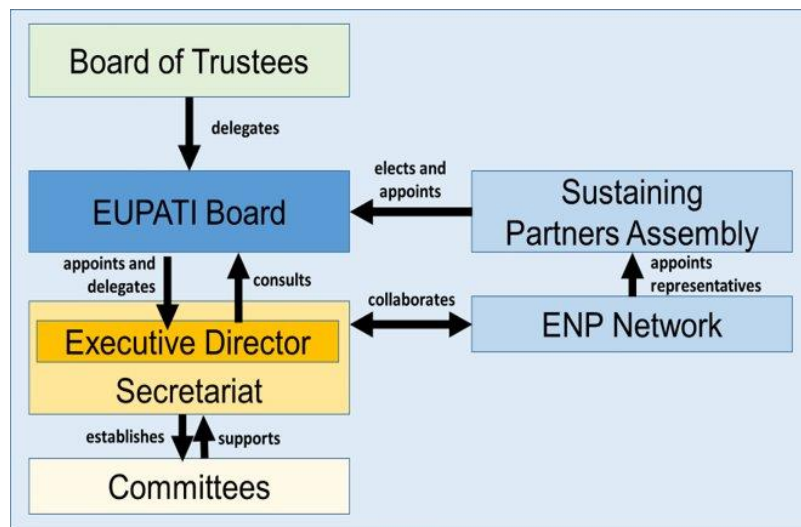 Board of Trustees
delegates
EUPATI Board
elects and
appoints
Sustaining
Partners Assembly
appoints and
delegates
consults
collaborates
appoints
representatives
ENP Network
Executive Director
Secretariat
establishes
supports
Committees